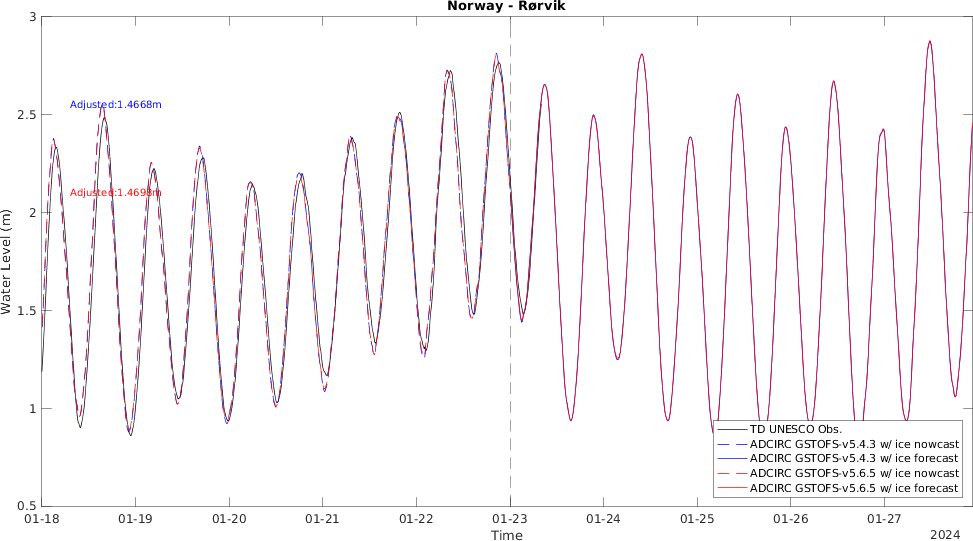 Norway - Rørvik
3
2.5
2
1.5
1
0.5
Water Level (m)
Adjusted:1.4668m
Adjusted:1.4698m
TD UNESCO Obs.
ADCIRC GSTOFS-v5.4.3 w/ ice nowcast
ADCIRC GSTOFS-v5.4.3 w/ ice forecast
ADCIRC GSTOFS-v5.6.5 w/ ice nowcast
ADCIRC GSTOFS-v5.6.5 w/ ice forecast
01-18 01-19 01-20 01-21 01-22 01-23 01-24 01-25 01-26 01-27
Time
2024